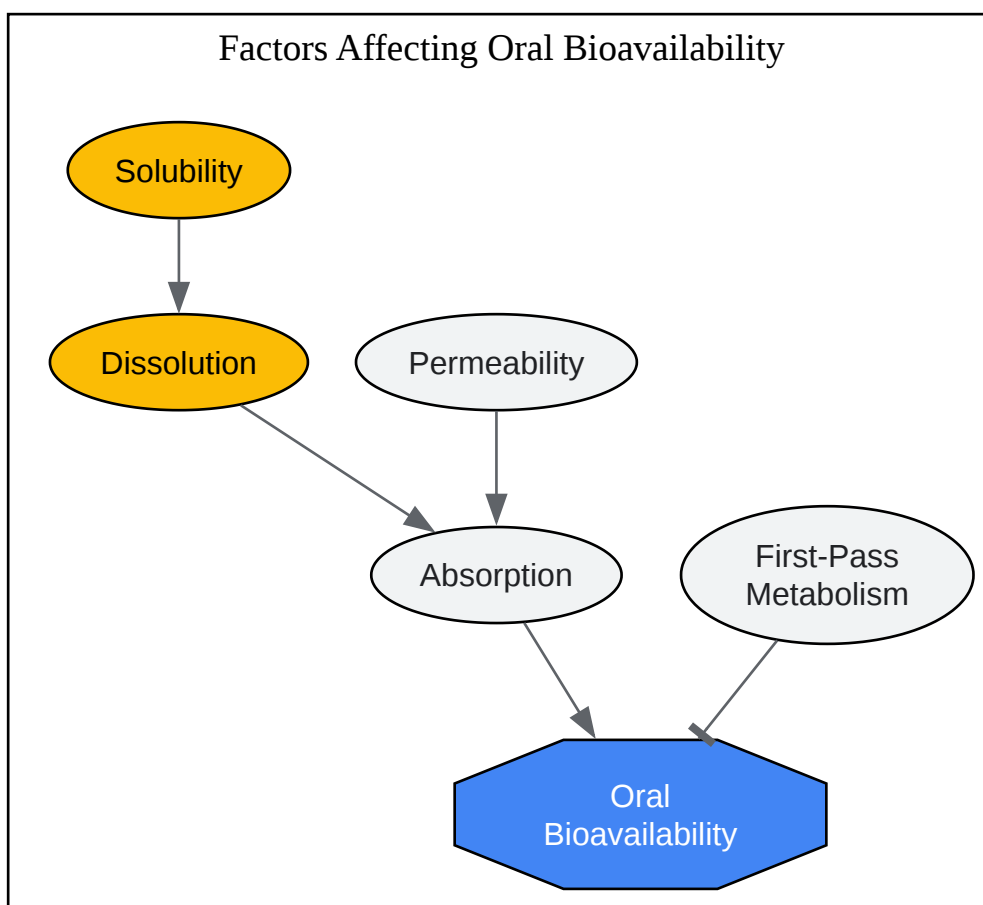 Factors Affecting Oral Bioavailability
Solubility
Dissolution
Permeability
Absorption
First-Pass
Metabolism
Oral
Bioavailability